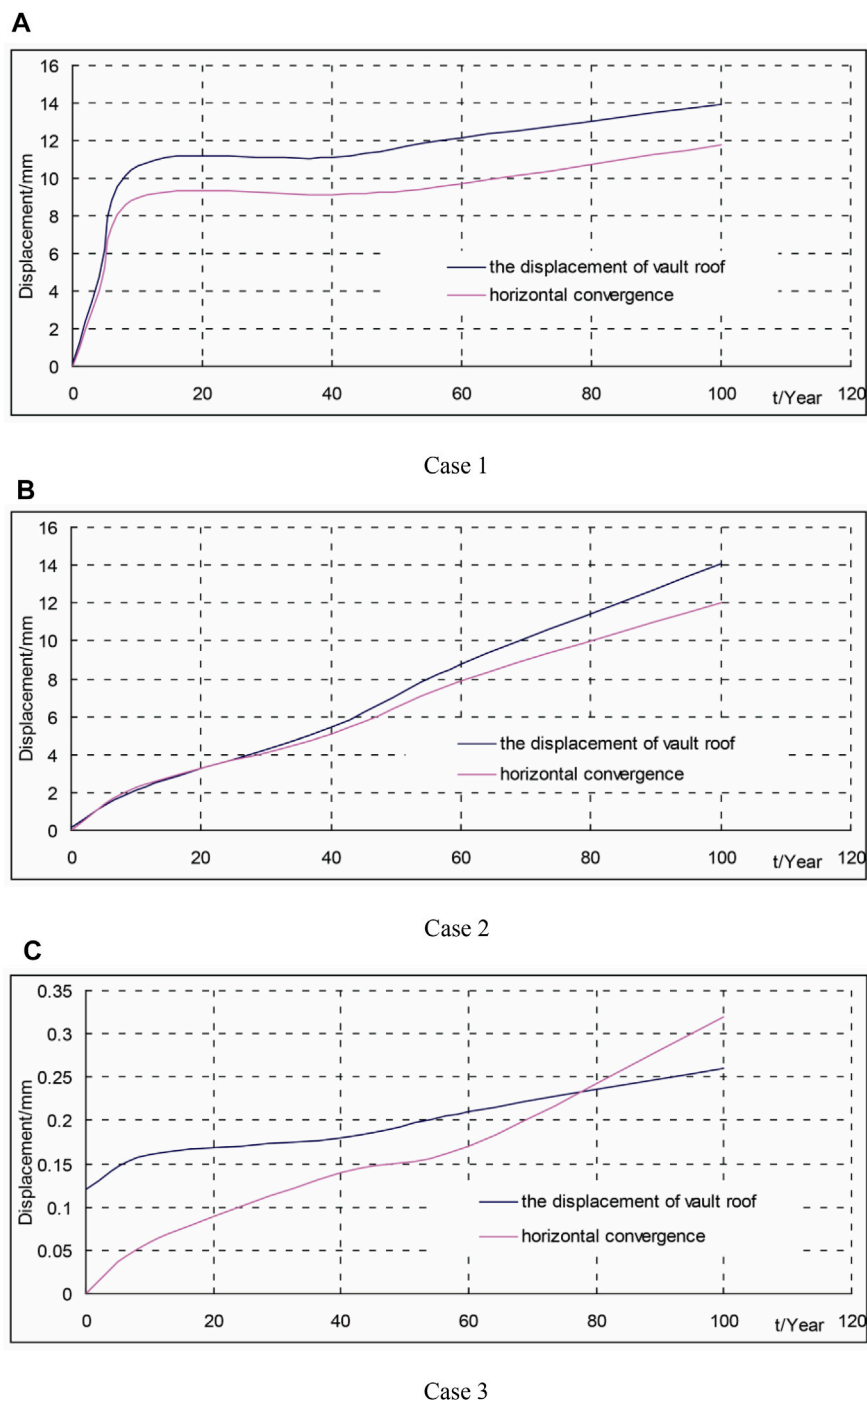 A
16
14
12
10
8
6
4
2
0
Displacement/mm
the displacement of vault roof
horizontal convergence
0 20 40 60 80 100 t/Year 120
Case 1
B
16
14
12
10
8
6
4
2
0
Displacement/mm
the displacement of vault roof
horizontal convergence
0 20 40 60 80 100 t/Year 120
Case 2
C
0.35
0.3
0.25
0.2
0.15
0.1
0.05
0
Displacement/mm
the displacement of vault roof
horizontal convergence
0 20 40 60 80 100 t/Year 120
Case 3